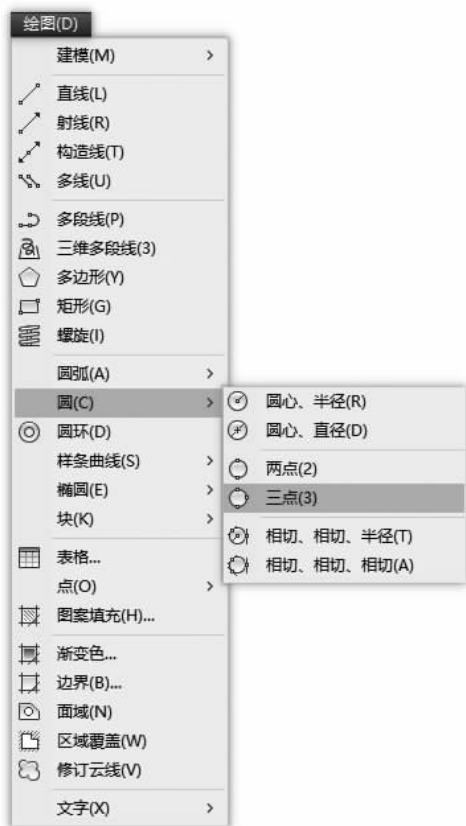 绘图(D)
建模(M)
直线(L)
射线(R)
构造线(T)
多线(U)
多段线(P)
三维多段线(3)
多边形(Y)
矩形(G)
螺旋(I)
圆弧(A)
圆(C)
圆心、半径(R)
圆心、直径(D)
两点(2)
三点(3)
相切、相切、半径(T)
相切、相切、相切(A)
圆环(D)
样条曲线(S)
椭圆(E)
块(K)
表格...
点(O)
图案填充(H)...
渐变色...
边界(B)...
面域(N)
区域覆盖(W)
修订云线(V)
文字(X)